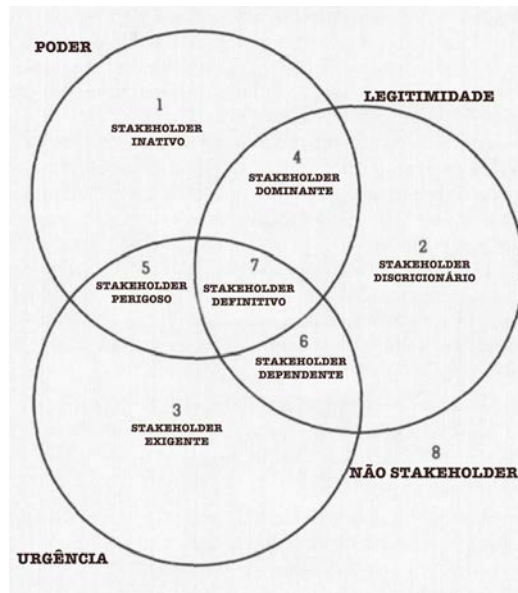 PODER
1
STAKEHOLDER
INATIVO
LEGITIMIDADE
4
STAKEHOLDER
DOMINANTE
2
STAKEHOLDER
DISCRICIONÁRIO
5
STAKEHOLDER
PERIGOSO
7
STAKEHOLDER
DEFINITIVO
6
STAKEHOLDER
DEPENDENTE
3
STAKEHOLDER
EXIGENTE
8
NÃO STAKEHOLDER
URGÊNCIA